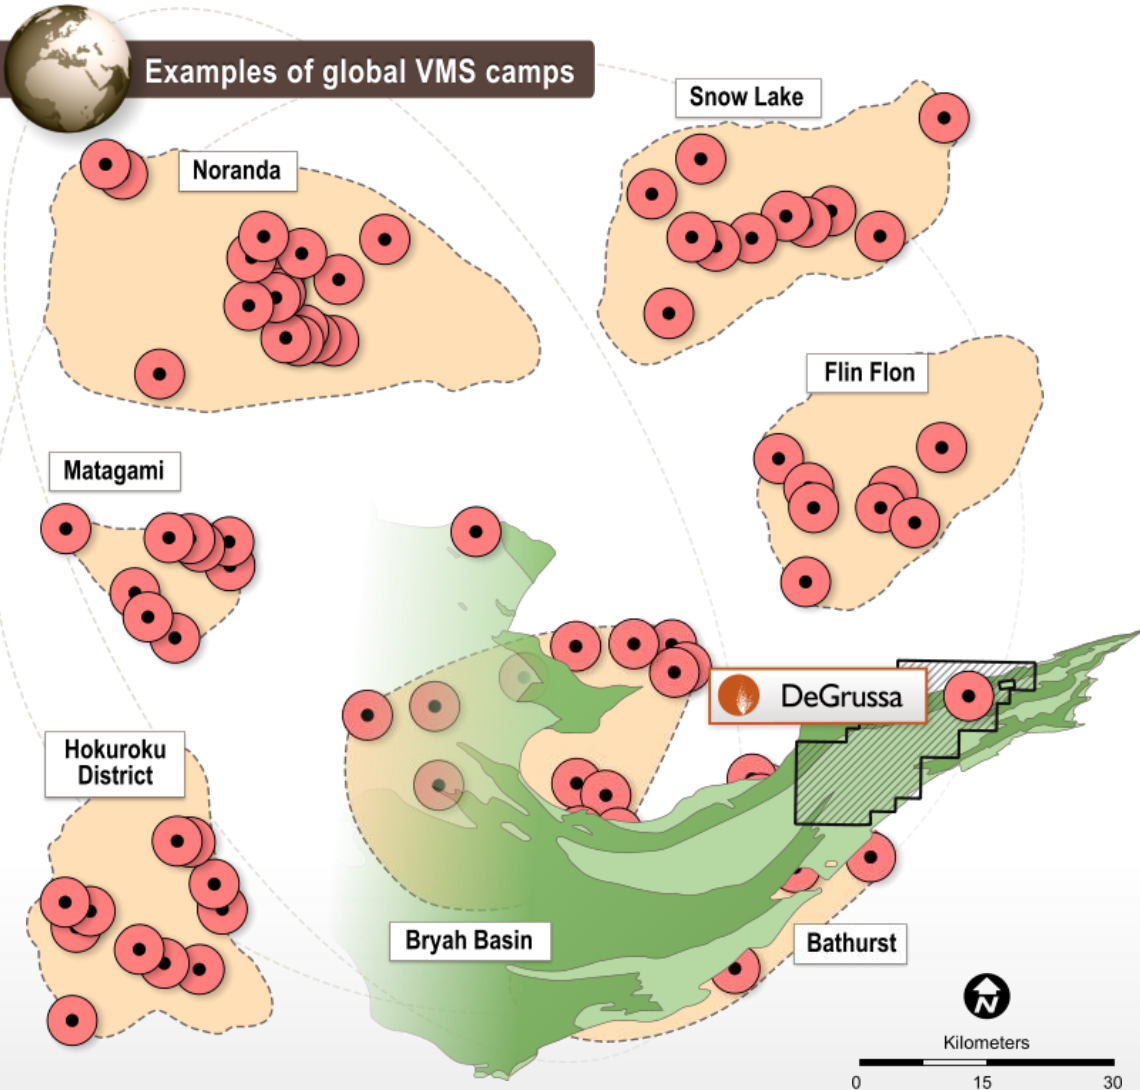 Examples of global VMS camps
Snow Lake
Noranda
Flin Flon
Matagami
DeGrussa
Hokuroku
District
Bryah Basin
Bathurst
N
Kilometers
0 15 30